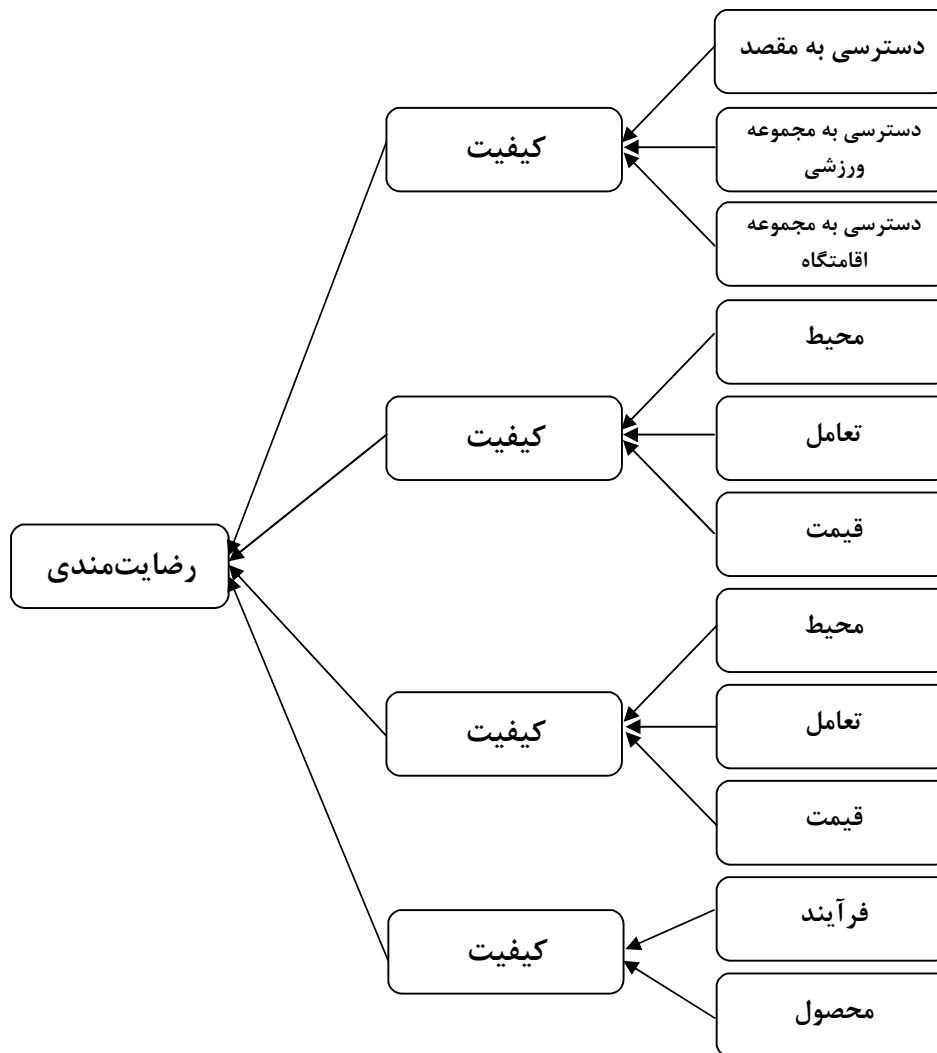 دسترسی به مقصد
دسترسی به مجموعه
ورزشی
دسترسی به مجموعه
اقامتگاه
کیفیت
محیط
تعامل
قیمت
کیفیت
رضایت‌مندی
محیط
تعامل
قیمت
کیفیت
فرآیند
محصول
کیفیت